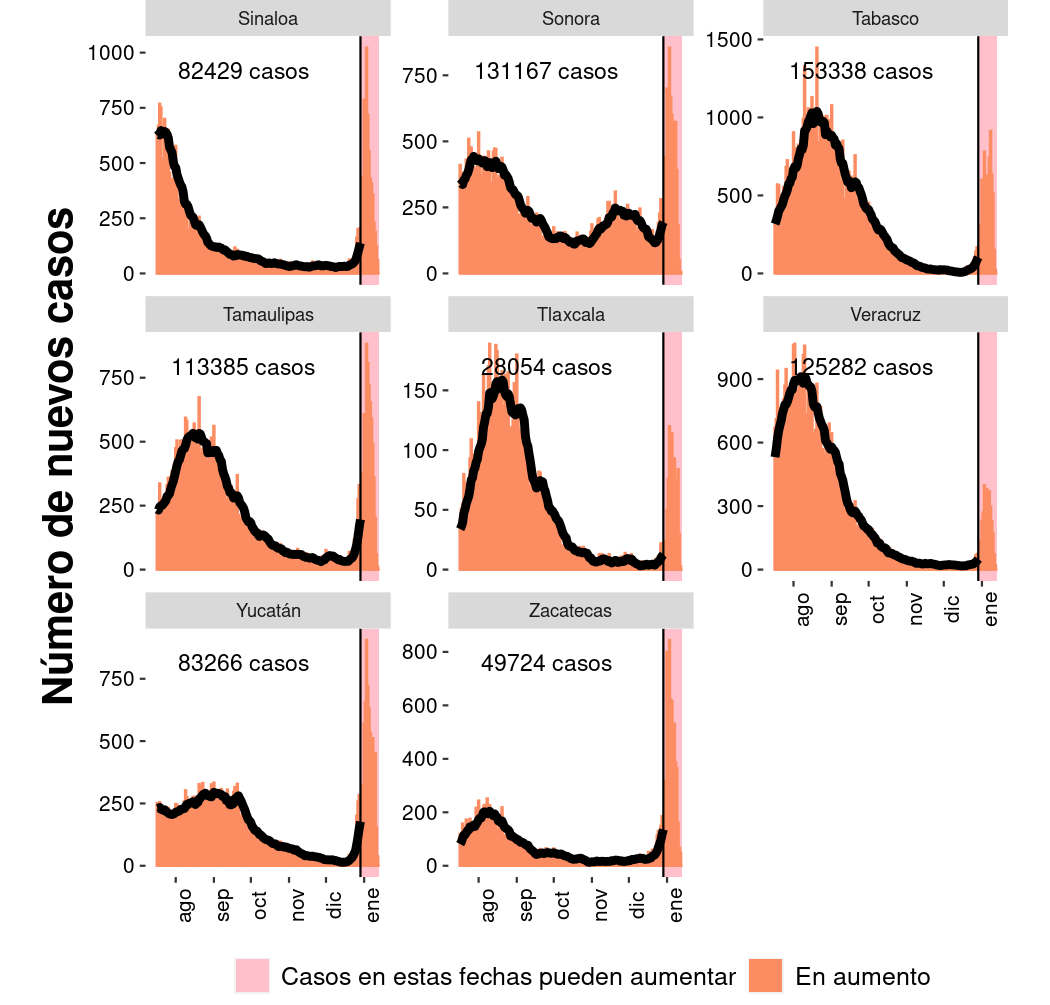 Sinaloa
Sonora
Tabasco
82429 casos
131167 casos
153338 casos
1000
750
500
250
0
750
500
250
0
1500
1000
500
0
Tamaulipas
Tlaxcala
Veracruz
113385 casos
28054 casos
125282 casos
750
500
250
0
150
100
50
0
900
600
300
0
ago
sep
oct
nov
dic
ene
Yucatán
Zacatecas
83266 casos
49724 casos
750
500
250
0
800
600
400
200
0
ago
sep
oct
nov
dic
ene
ago
sep
oct
nov
dic
ene
Número de nuevos casos
Casos en estas fechas pueden aumentar
En aumento